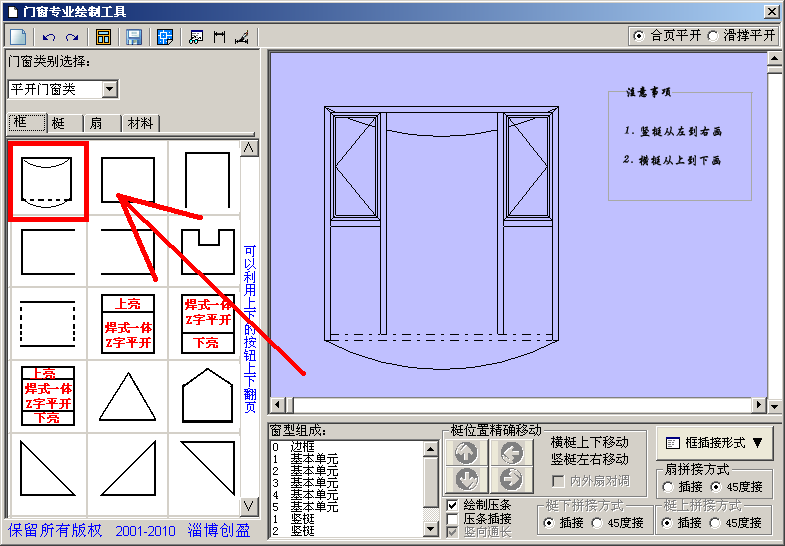 门窗专业绘制工具
合页平开 滑撑平开
门窗类别选择:
平开门窗类
框 梃 扇 材料
上亮
焊式一体
Z字平开
焊式一体
Z字平开
下亮
上亮
焊式一体
Z字平开
下亮
可以利用上下的按钮上下翻页
保留所有版权 2001-2010 淄博创盈
注意事项
1. 竖梃从左到右画
2. 横梃从上到下画
窗型组成:
0 边框
1 基本单元
2 基本单元
3 基本单元
4 基本单元
5 基本单元
1 竖梃
2 竖梃
梃位置精确移动
横梃上下移动
竖梃左右移动
内外扇对调
绘制压条
压条插接
竖向通长
框插接形式 ▼
扇拼接方式
插接 45度接
梃下拼接方式
插接 45度接
梃上拼接方式
插接 45度接